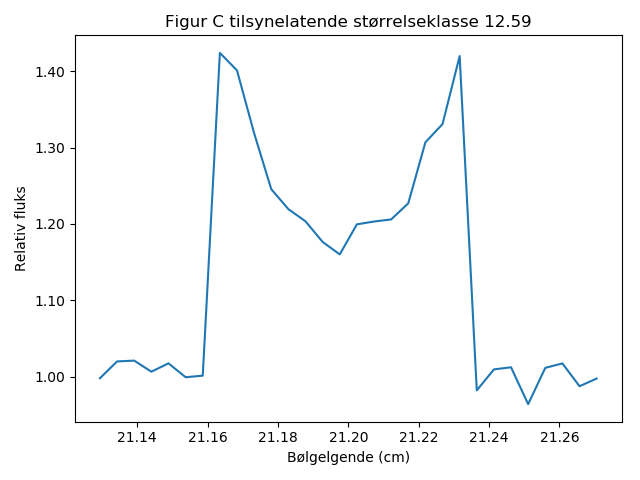 Figur C tilsynelatende størrelseklasse 12.59
Relativ fluks
1.40
1.30
1.20
1.10
1.00
21.14 21.16 21.18 21.20 21.22 21.24 21.26
Bølgelgende (cm)